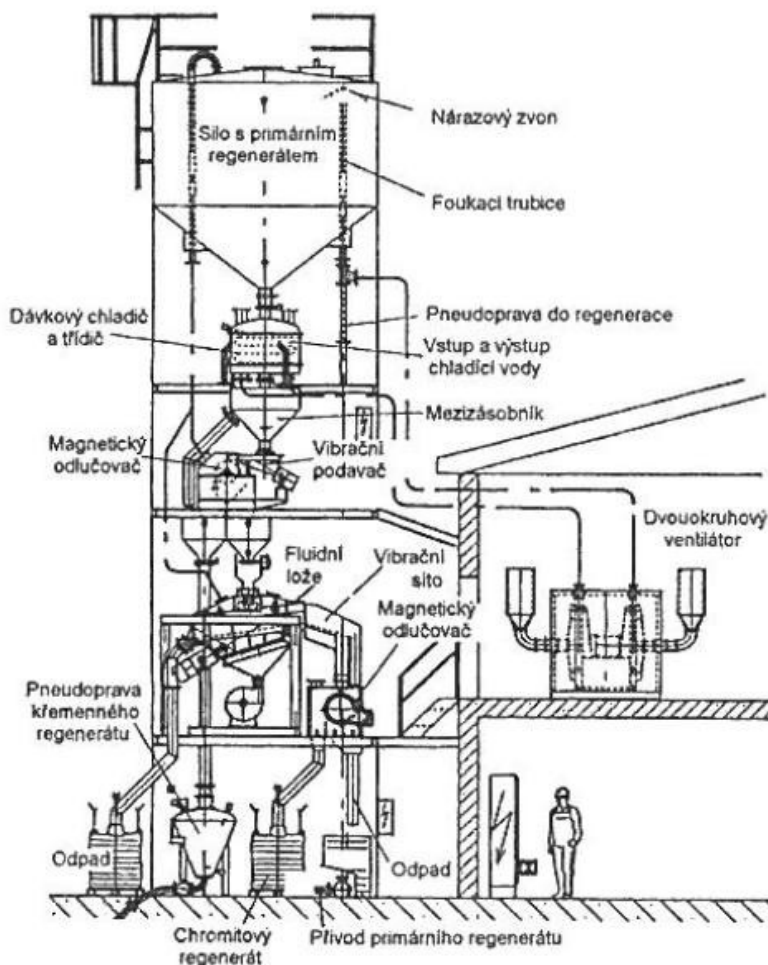 Nárazový zvon
Silo s primárním
regenerátem
Foukací trubice
Dávkový chladič
a třídič
Pneudoprava do regenerace
Vstup a výstup
chladící vody
Mezizásobník
Magnetický
odlučovač
Vibrační
podavač
Dvouokruhový
ventilátor
Fluidní
lože
Vibrační
síto
Magnetický
odlučovač
Pneudoprava
křemenného
regenerátu
Odpad
Odpad
Chromitový
regenerát
Přívod primárního regenerátu